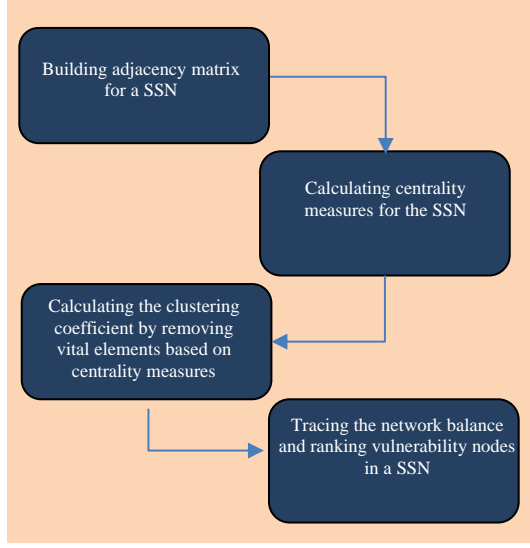 Building adjacency matrix
for a SSN
Calculating centrality
measures for the SSN
Calculating the clustering
coefficient by removing
vital elements based on
centrality measures
Tracing the network balance
and ranking vulnerability nodes
in a SSN